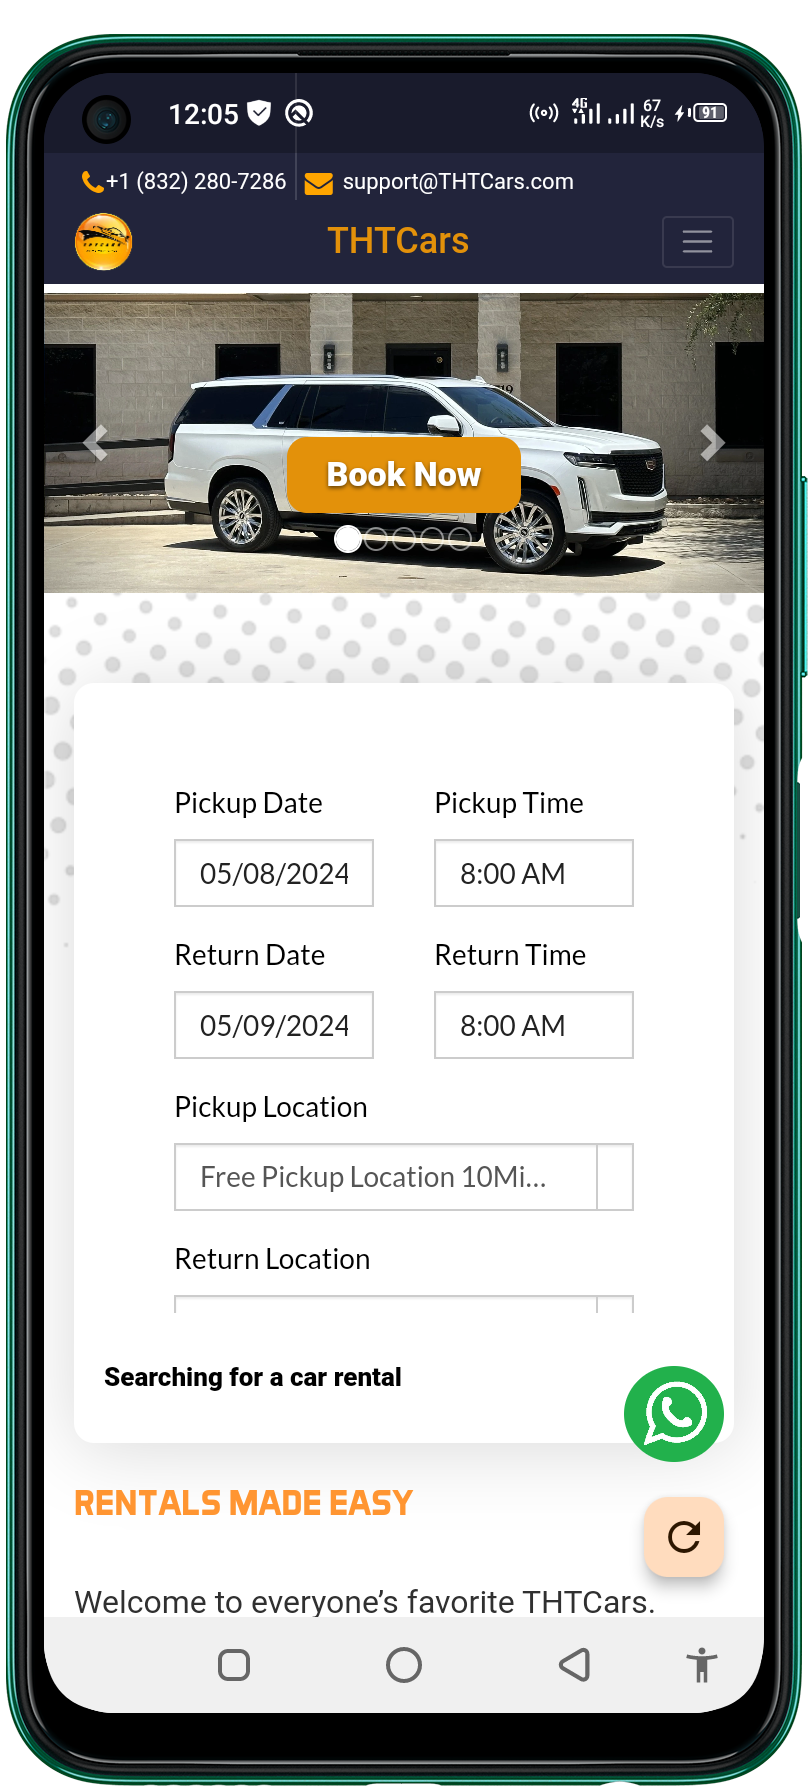 12:05
4G
67
K/s
91
+1 (832) 280-7286
support@THTCars.com
THTCars
Book Now
Pickup Date
Pickup Time
05/08/2024
8:00 AM
Return Date
Return Time
05/09/2024
8:00 AM
Pickup Location
Free Pickup Location 10Mi...
Return Location
Searching for a car rental
RENTALS MADE EASY
Welcome to everyone's favorite THTCars.